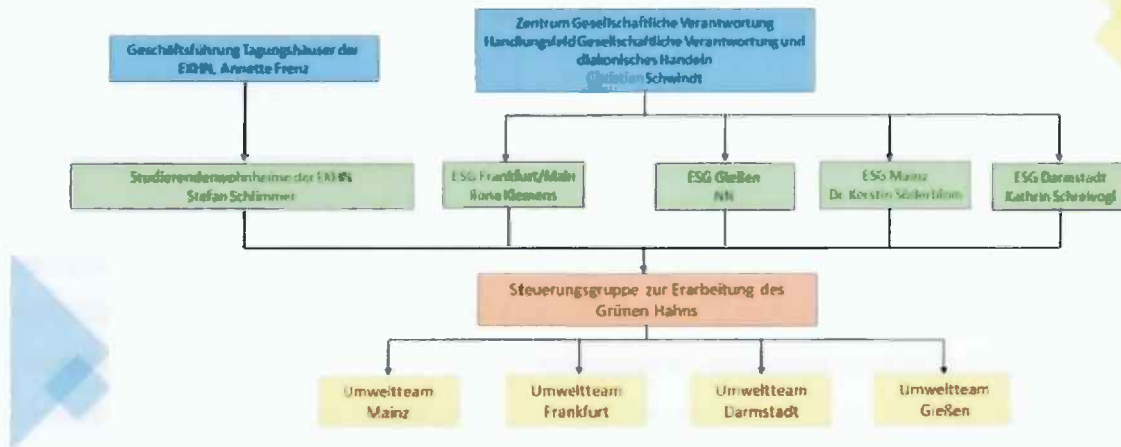 Geschäftsführung Tagungshäuser der
EKHN, Annette Frenz
Zentrum Gesellschaftliche Verantwortung
Handlungsfeld Gesellschaftliche Verantwortung und
diakonisches Handeln
Christian Schwindt
Studierendenwohnheime der EKHN
Stefan Schlimmer
ESG Frankfurt/Main
Ilona Klemens
ESG Gießen
NN
ESG Mainz
Dr. Kerstin Söderblom
ESG Darmstadt
Kathrin Schreivogl
Steuerungsgruppe zur Erarbeitung des
Grünen Hahns
Umweltteam
Mainz
Umweltteam
Frankfurt
Umweltteam
Darmstadt
Umweltteam
Gießen